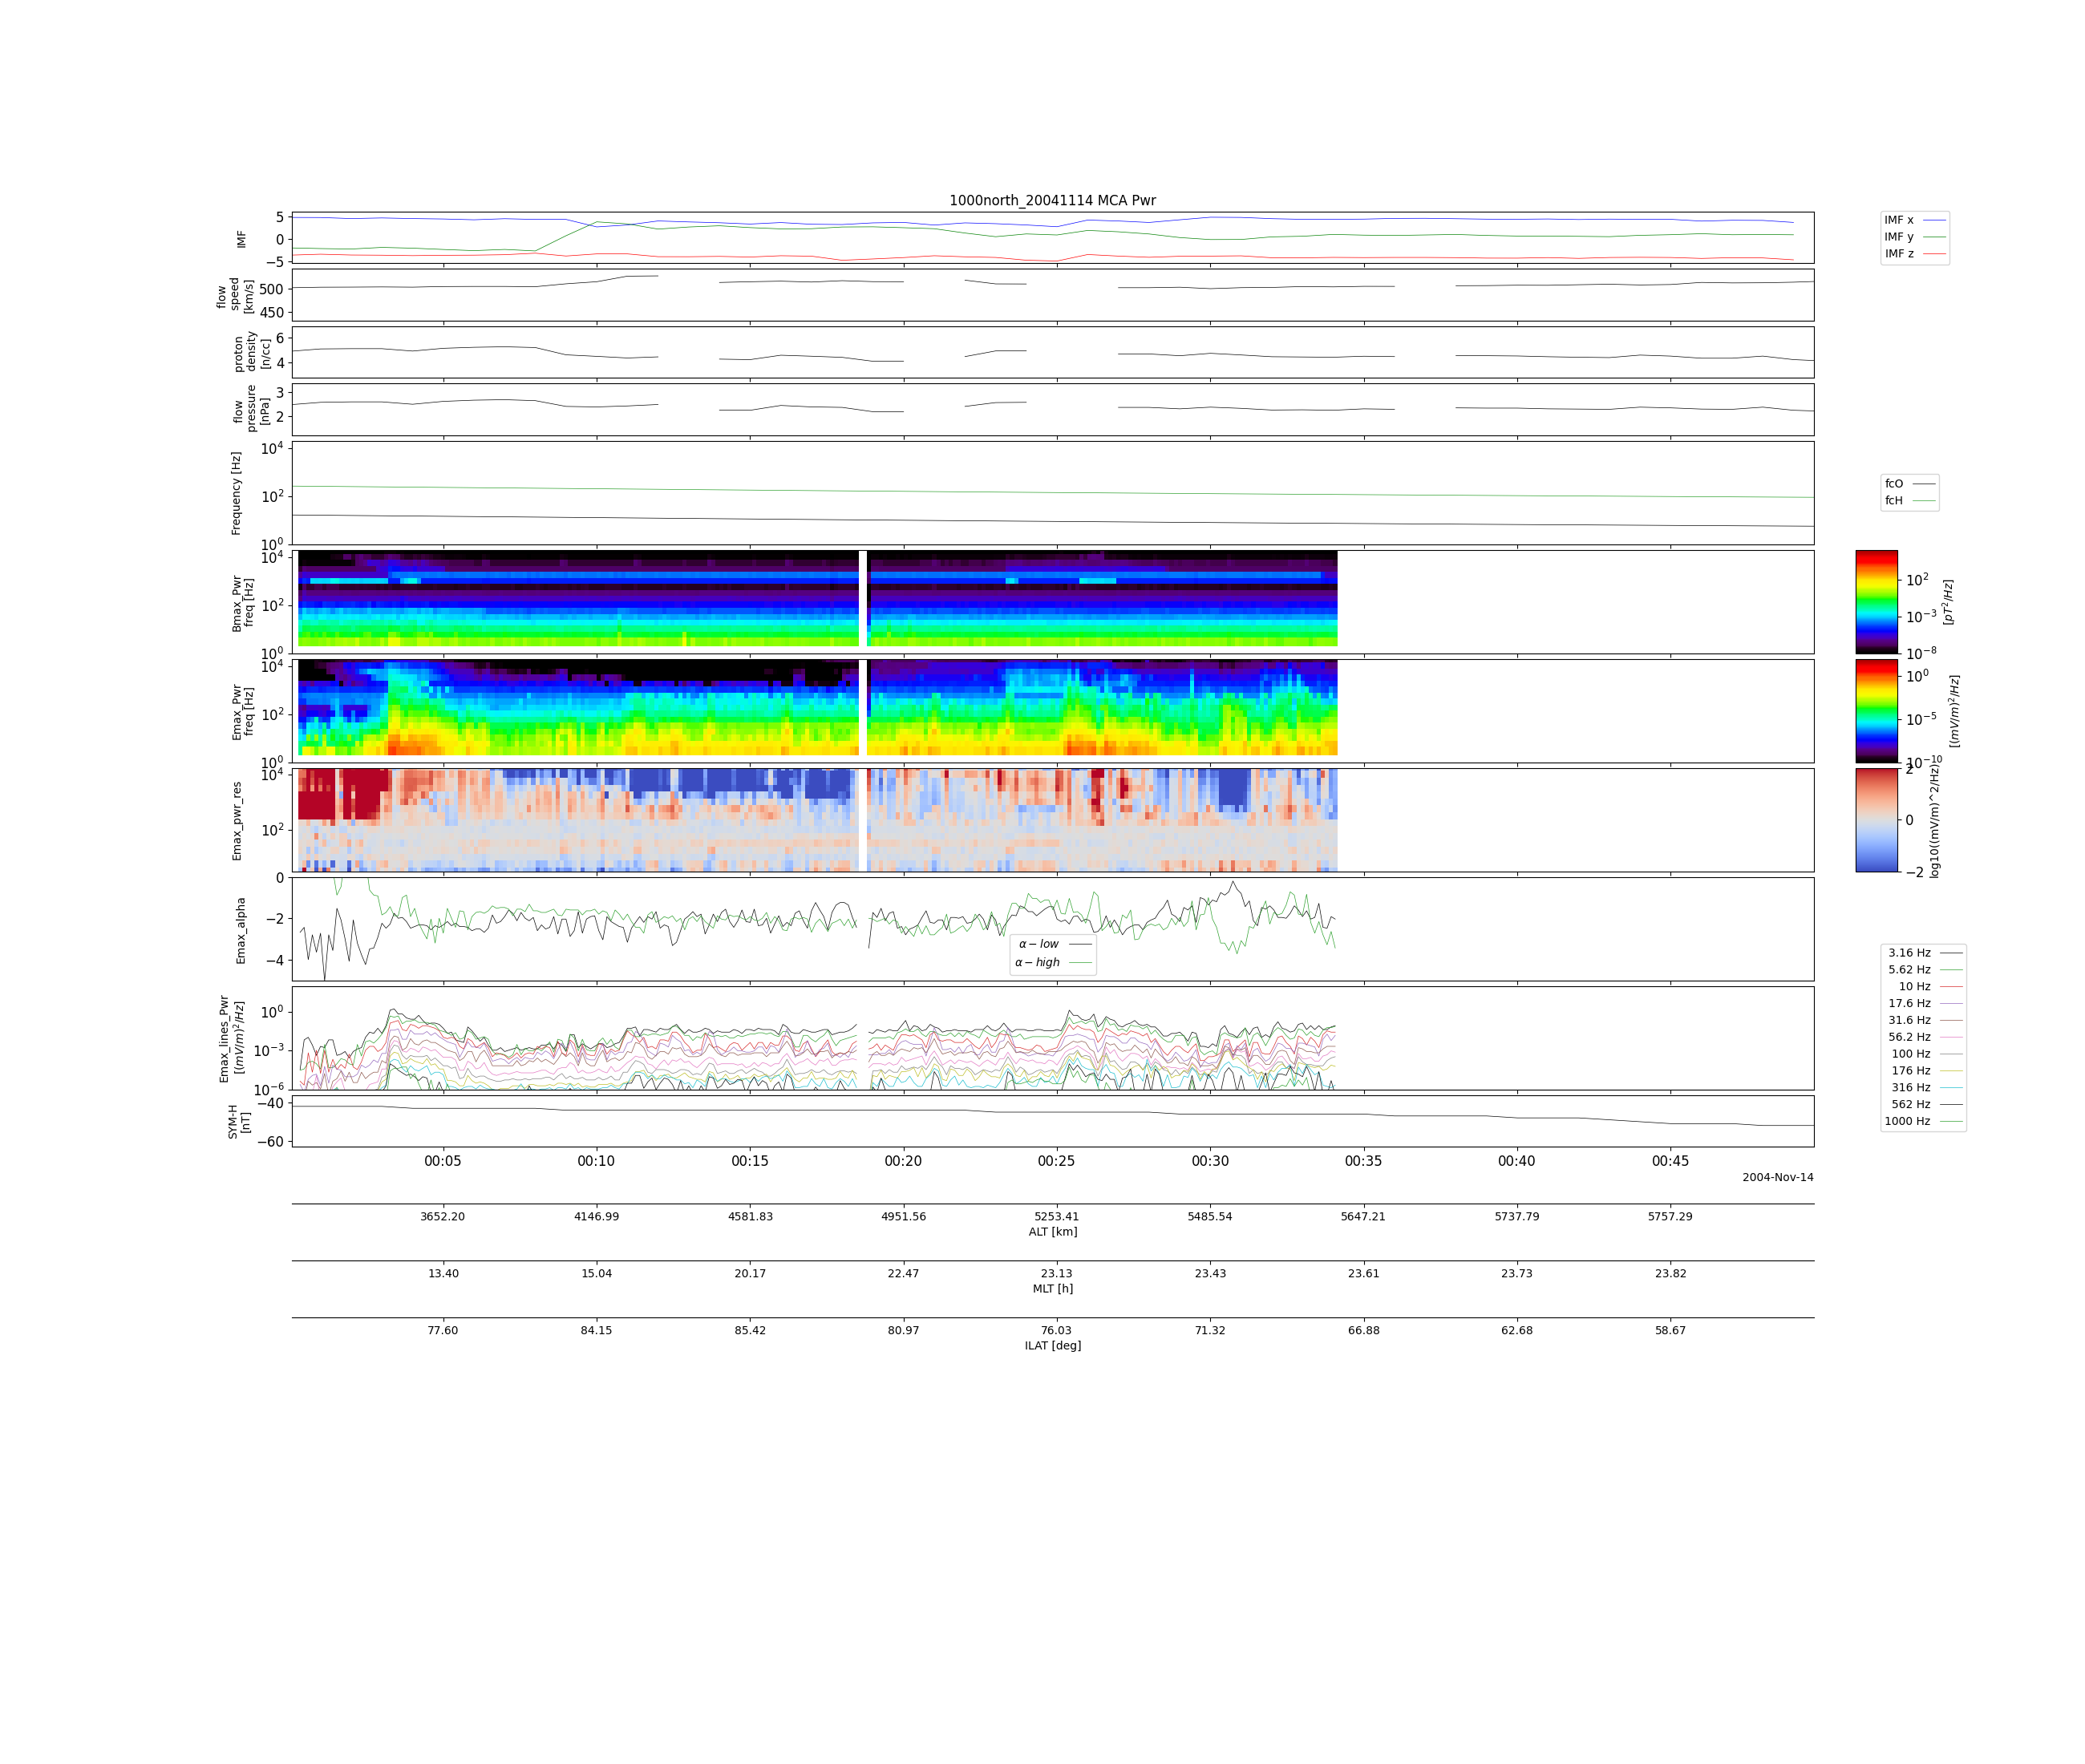 1000north_20041114 MCA Pwr
IMF
5
0
−5
IMF x
IMF y
IMF z
flow
speed
[km/s]
500
450
proton
density
[n/cc]
6
4
flow
pressure
[nPa]
3
2
Frequency [Hz]
10^4
10^2
10^0
fcO
fcH
Bmax_Pwr
freq [Hz]
10^4
10^2
10^0
10^2
10^−3
10^−8
[pT^2/Hz]
Emax_Pwr
freq [Hz]
10^4
10^2
10^0
10^0
10^−5
10^−10
[(mV/m)^2/Hz]
Emax_pwr_res
10^4
10^2
2
0
−2
log10((mV/m)^2/Hz)
Emax_alpha
0
−2
−4
α − low
α − high
Emax_lines_Pwr
[(mV/m)^2/Hz]
10^0
10^−3
10^−6
3.16 Hz
5.62 Hz
10 Hz
17.6 Hz
31.6 Hz
56.2 Hz
100 Hz
176 Hz
316 Hz
562 Hz
1000 Hz
SYM-H
[nT]
−40
−60
00:05 00:10 00:15 00:20 00:25 00:30 00:35 00:40 00:45
2004-Nov-14
3652.20 4146.99 4581.83 4951.56 5253.41 5485.54 5647.21 5737.79 5757.29
ALT [km]
13.40 15.04 20.17 22.47 23.13 23.43 23.61 23.73 23.82
MLT [h]
77.60 84.15 85.42 80.97 76.03 71.32 66.88 62.68 58.67
ILAT [deg]